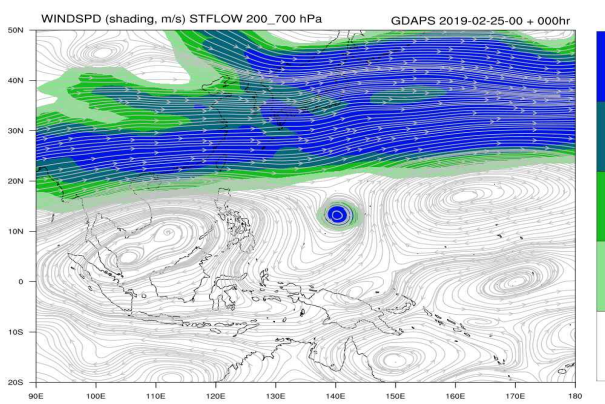 WINDSPD (shading, m/s) STFLOW 200_700 hPa
GDAPS 2019-02-25-00 + 000hr
50N
40N
30N
20N
10N
0
10S
20S
90E 100E 110E 120E 130E 140E 150E 160E 170E 180